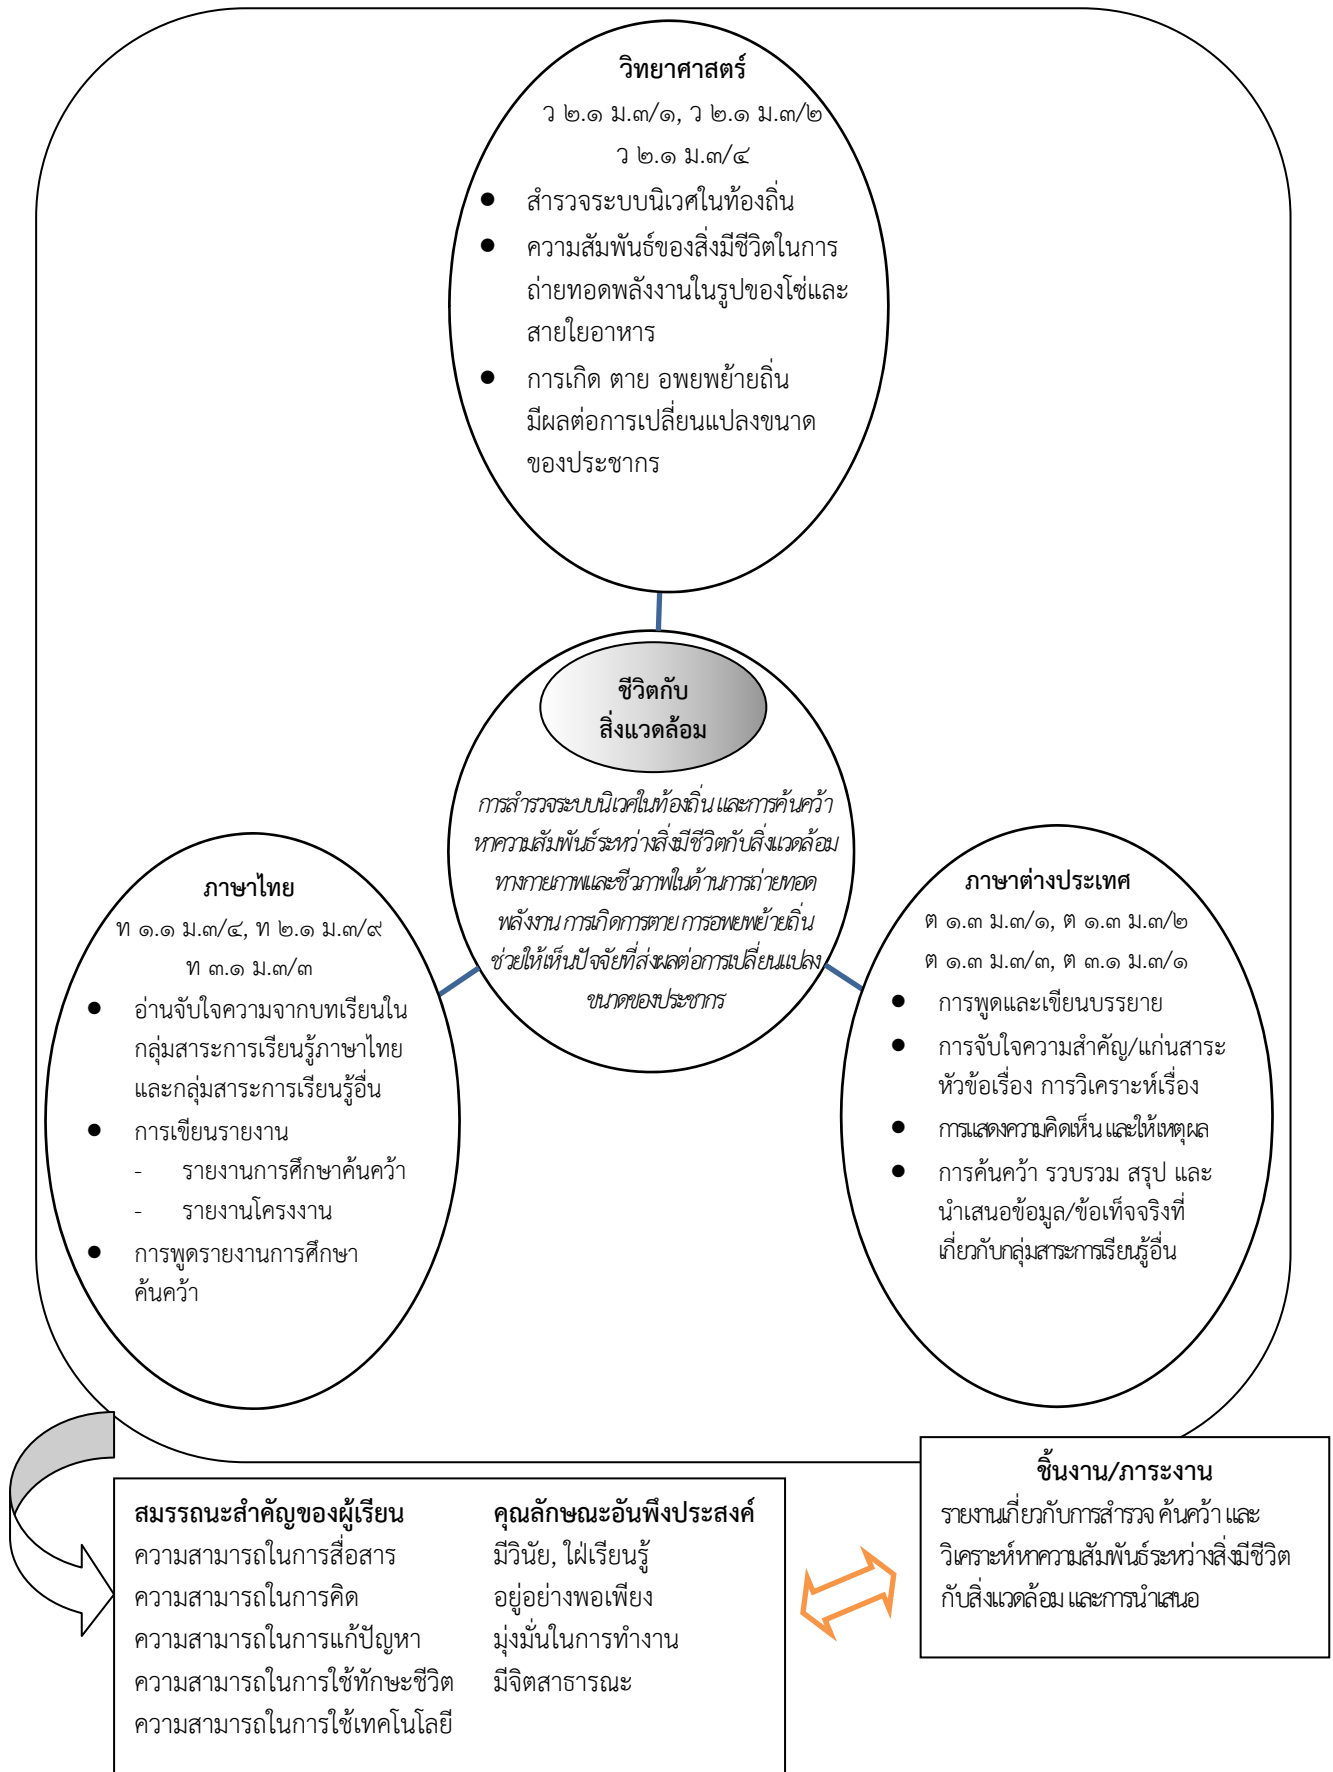 วิทยาศาสตร์
ว ๒.๑ ม.๓/๑, ว ๒.๑ ม.๓/๒
ว ๒.๑ ม.๓/๔
● สำรวจระบบนิเวศในท้องถิ่น
● ความสัมพันธ์ของสิ่งมีชีวิตในการ
ถ่ายทอดพลังงานในรูปของโซ่และ
สายใยอาหาร
● การเกิด ตาย อพยพย้ายถิ่น
มีผลต่อการเปลี่ยนแปลงขนาด
ของประชากร
ชีวิตกับ
สิ่งแวดล้อม
การสำรวจระบบนิเวศในท้องถิ่น และการค้นคว้า
หาความสัมพันธ์ระหว่างสิ่งมีชีวิตกับสิ่งแวดล้อม
ทางกายภาพและชีวภาพในด้านการถ่ายทอด
พลังงาน การเกิดการตาย การอพยพย้ายถิ่น
ช่วยให้เห็นปัจจัยที่ส่งผลต่อการเปลี่ยนแปลง
ขนาดของประชากร
ภาษาไทย
ท ๑.๑ ม.๓/๔, ท ๒.๑ ม.๓/๙
ท ๓.๑ ม.๓/๓
● อ่านจับใจความจากบทเรียนใน
กลุ่มสาระการเรียนรู้ภาษาไทย
และกลุ่มสาระการเรียนรู้อื่น
● การเขียนรายงาน
- รายงานการศึกษาค้นคว้า
- รายงานโครงงาน
● การพูดรายงานการศึกษา
ค้นคว้า
ภาษาต่างประเทศ
ต ๑.๓ ม.๓/๑, ต ๑.๓ ม.๓/๒
ต ๑.๓ ม.๓/๓, ต ๓.๑ ม.๓/๑
● การพูดและเขียนบรรยาย
● การจับใจความสำคัญ/แก่นสาระ
หัวข้อเรื่อง การวิเคราะห์เรื่อง
● การแสดงความคิดเห็น และให้เหตุผล
● การค้นคว้า รวบรวม สรุป และ
นำเสนอข้อมูล/ข้อเท็จจริงที่
เกี่ยวกับกลุ่มสาระการเรียนรู้อื่น
สมรรถนะสำคัญของผู้เรียน
ความสามารถในการสื่อสาร
ความสามารถในการคิด
ความสามารถในการแก้ปัญหา
ความสามารถในการใช้ทักษะชีวิต
ความสามารถในการใช้เทคโนโลยี
คุณลักษณะอันพึงประสงค์
มีวินัย, ใฝ่เรียนรู้
อยู่อย่างพอเพียง
มุ่งมั่นในการทำงาน
มีจิตสาธารณะ
ชิ้นงาน/ภาระงาน
รายงานเกี่ยวกับการสำรวจ ค้นคว้า และ
วิเคราะห์หาความสัมพันธ์ระหว่างสิ่งมีชีวิต
กับสิ่งแวดล้อม และการนำเสนอ